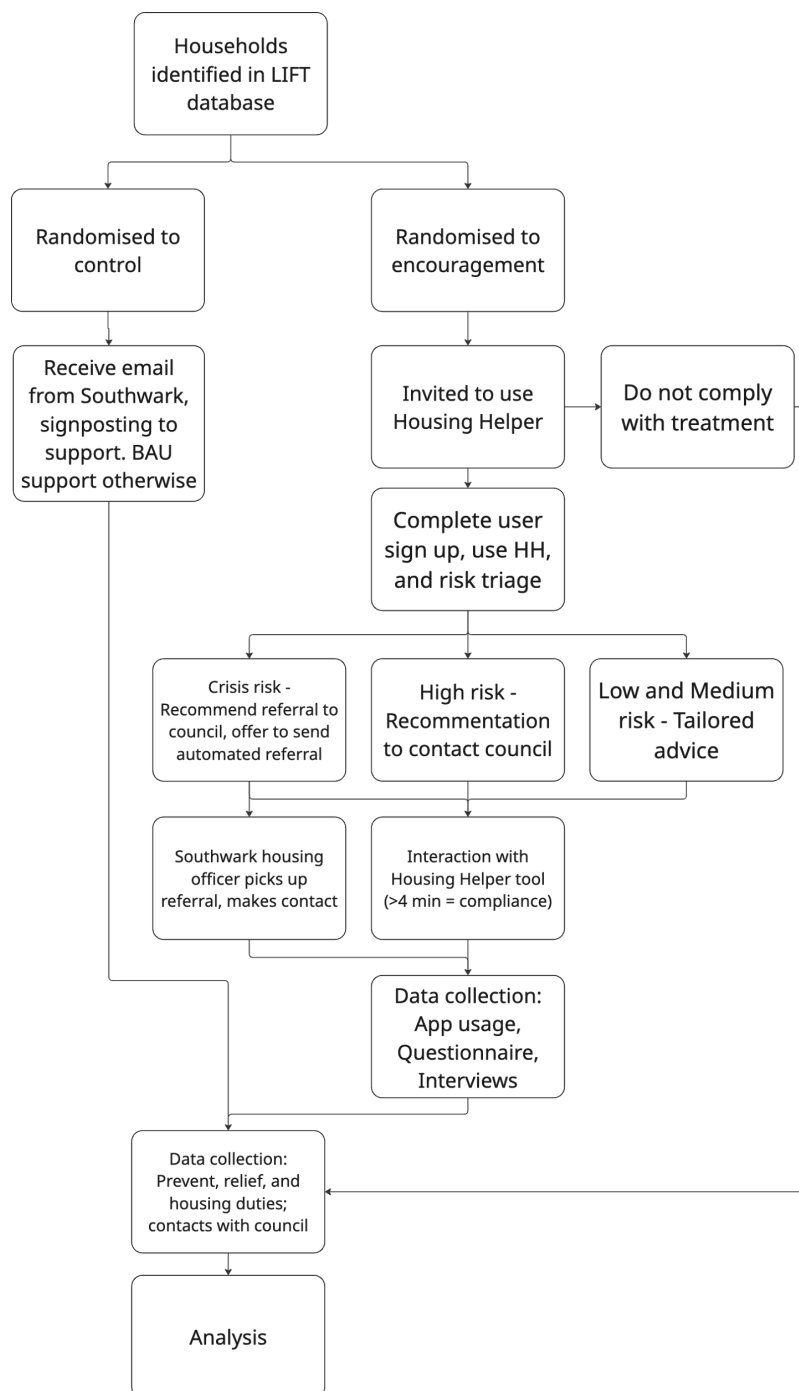 Households
identified in LIFT
database
Randomised to
control
Randomised to
encouragement
Receive email
from Southwark,
signposting to
support. BAU
support otherwise
Invited to use
Housing Helper
Do not comply
with treatment
Complete user
sign up, use HH,
and risk triage
Crisis risk -
Recommend referral to
council, offer to send
automated referral
High risk -
Recommentation
to contact council
Low and Medium
risk - Tailored
advice
Southwark housing
officer picks up
referral, makes contact
Interaction with
Housing Helper tool
(>4 min = compliance)
Data collection:
App usage,
Questionnaire,
Interviews
Data collection:
Prevent, relief, and
housing duties;
contacts with council
Analysis